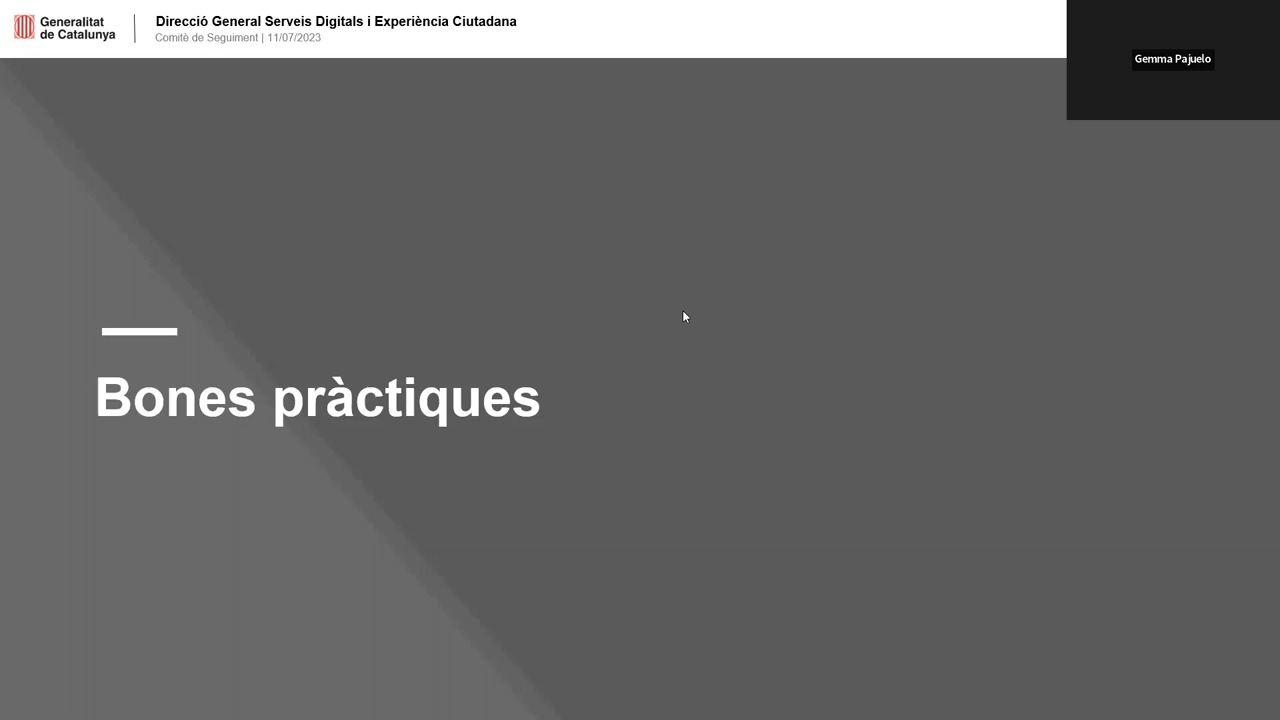 Generalitat
de Catalunya
Direcció General Serveis Digitals i Experiència Ciutadana
Comitè de Seguiment | 11/07/2023
Gemma Pajuelo
Bones pràctiques